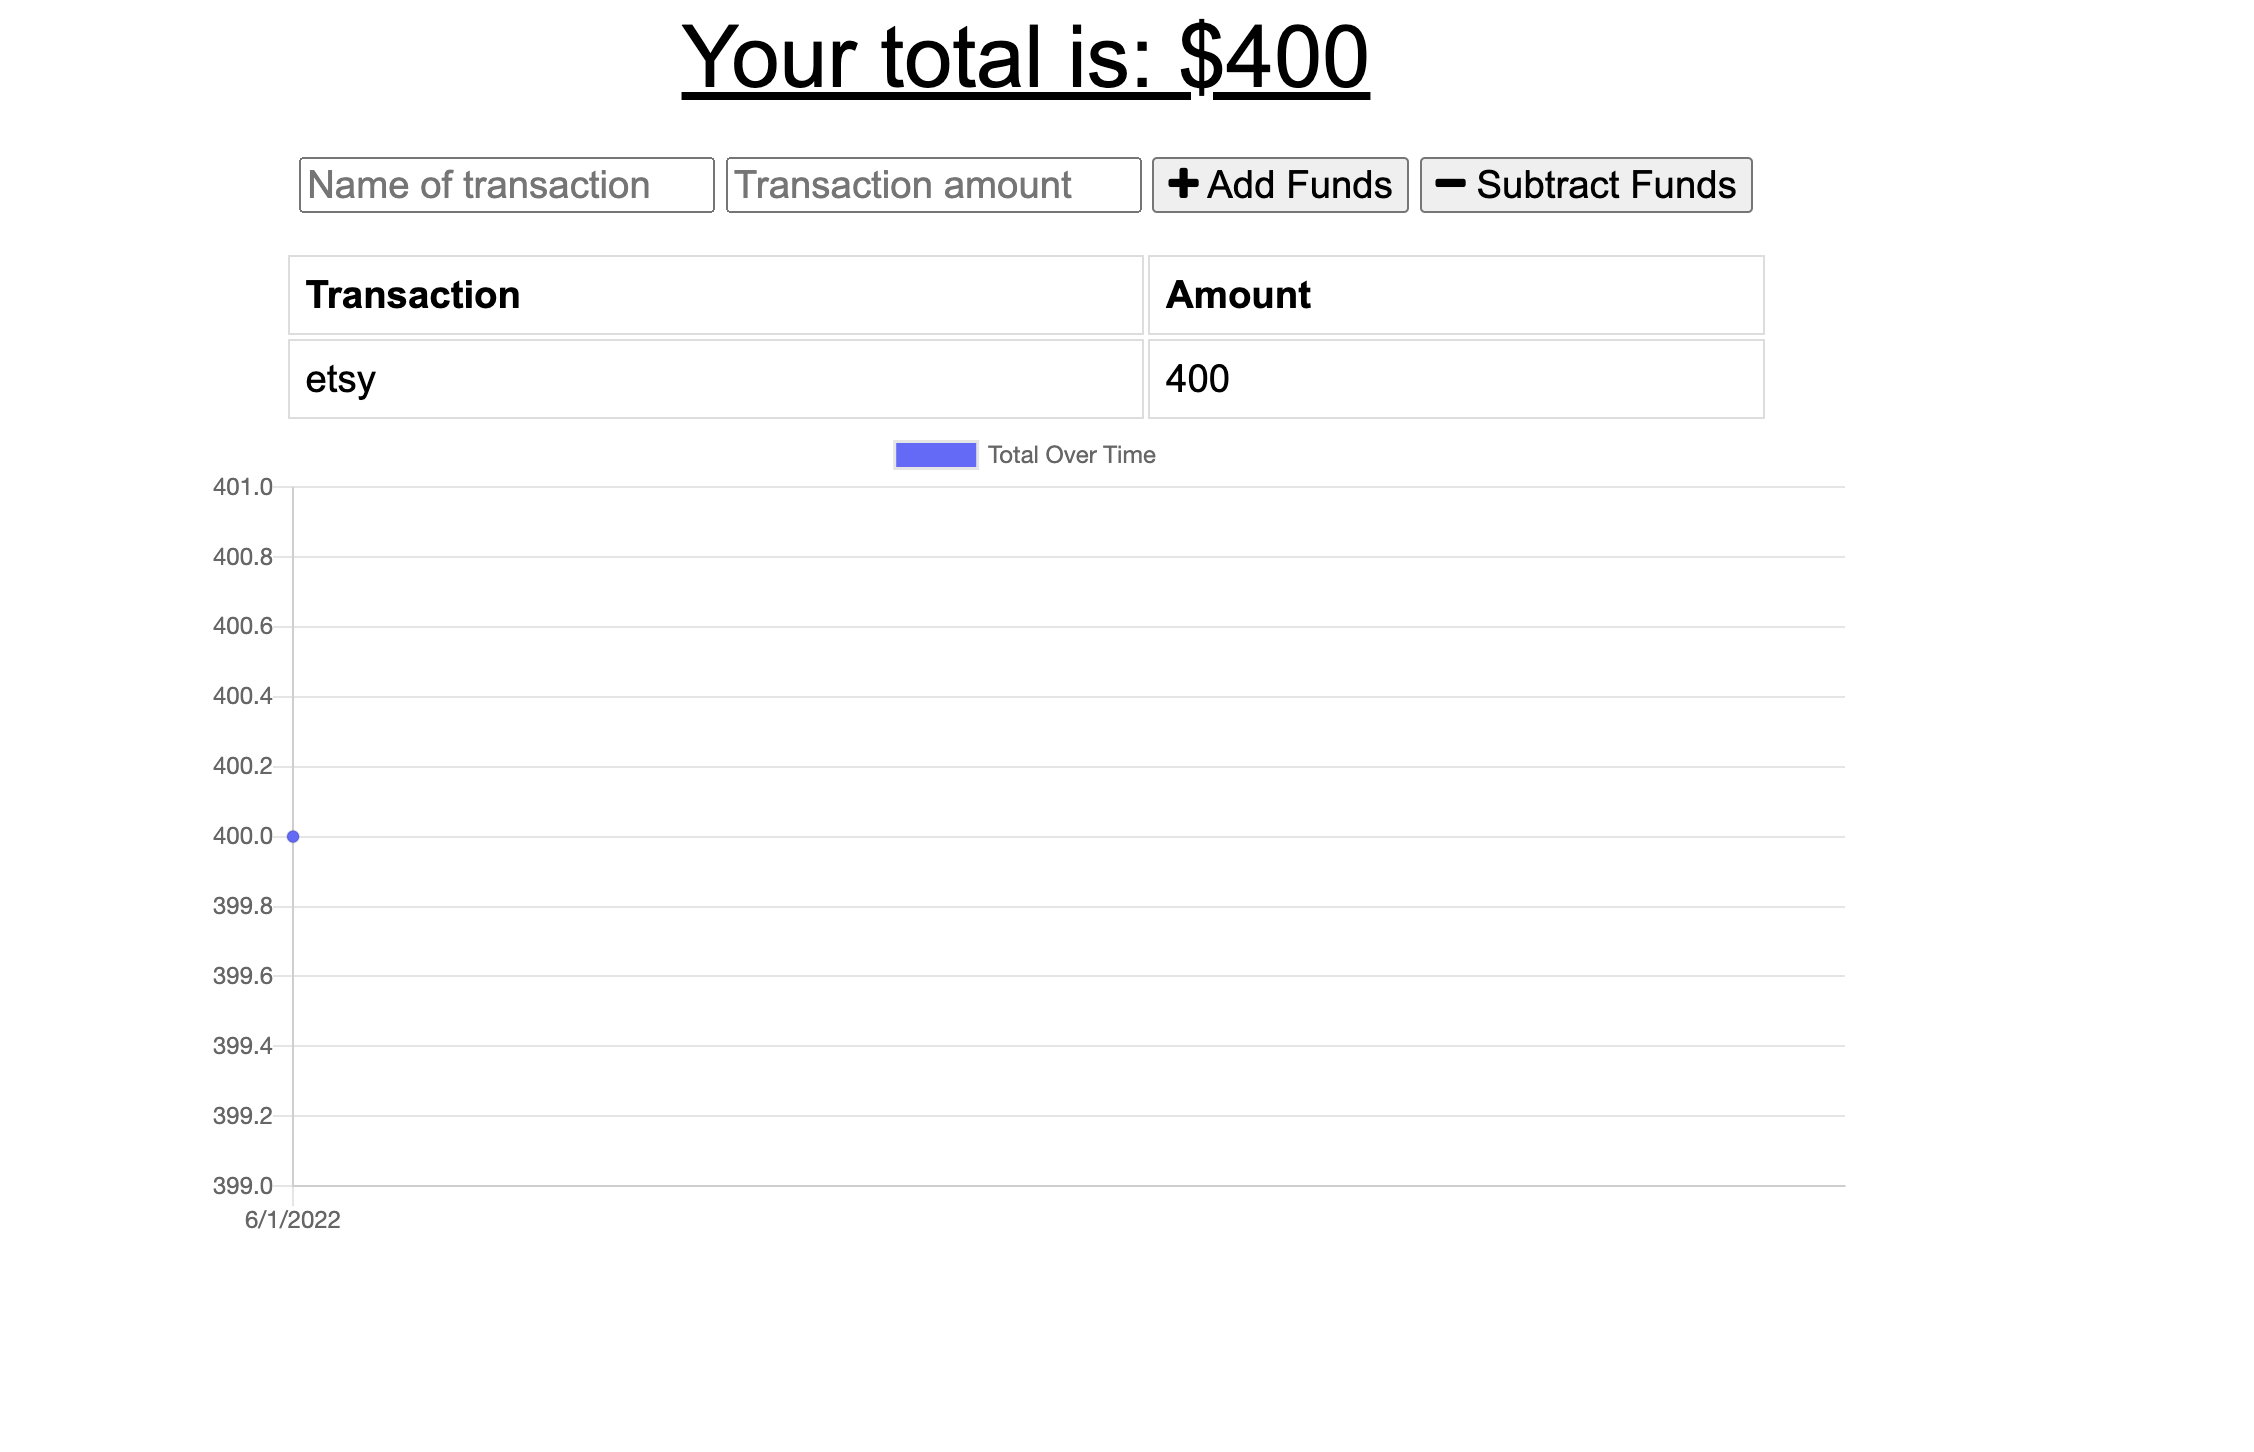 Your total is: $400
Name of transaction Transaction amount Add Funds Subtract Funds
Transaction Amount
etsy 400
Total Over Time
401.0
400.8
400.6
400.4
400.2
400.0
399.8
399.6
399.4
399.2
399.0
6/1/2022